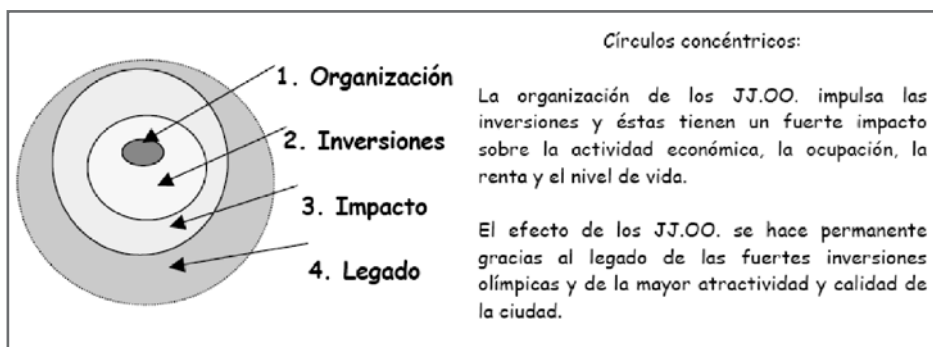 1. Organización
2. Inversiones
3. Impacto
4. Legado
Círculos concéntricos:
La organización de los JJ.OO. impulsa las
inversiones y éstas tienen un fuerte impacto
sobre la actividad económica, la ocupación, la
renta y el nivel de vida.
El efecto de los JJ.OO. se hace permanente
gracias al legado de las fuertes inversiones
olímpicas y de la mayor atractividad y calidad de
la ciudad.